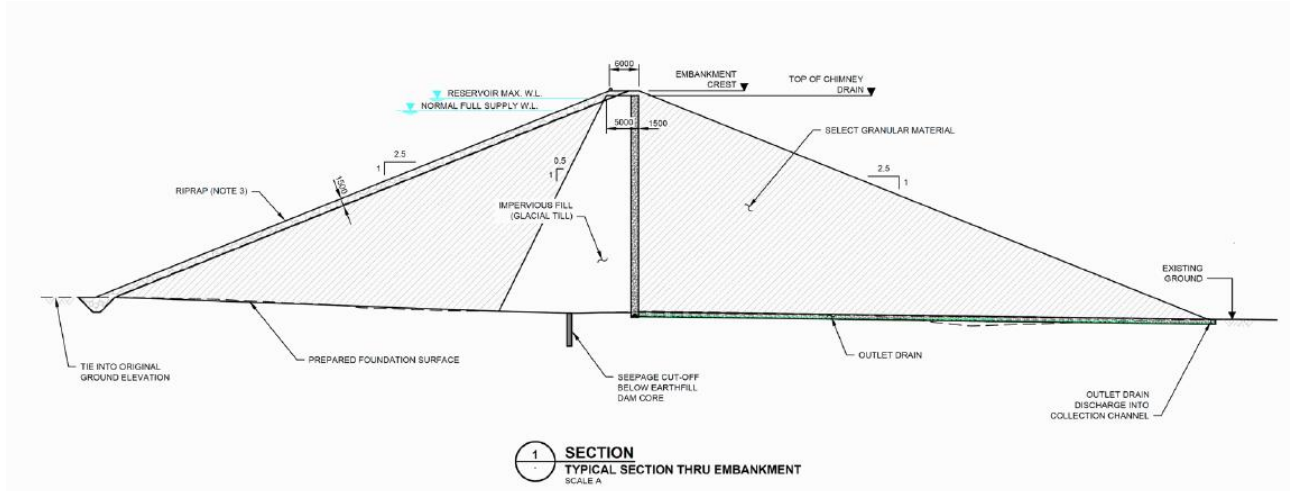 6000
EMBANKMENT
CREST
TOP OF CHIMNEY
DRAIN
RESERVOIR MAX. W.L.
NORMAL FULL SUPPLY W.L.
5000
1500
SELECT GRANULAR MATERIAL
2.5
1
0.5
1
2.5
1
1500
RIPRAP (NOTE 3)
IMPERVIOUS FILL
(GLACIAL TILL)
EXISTING
GROUND
TIE INTO ORIGINAL
GROUND ELEVATION
PREPARED FOUNDATION SURFACE
OUTLET DRAIN
SEEPAGE CUT-OFF
BELOW EARTHFILL
DAM CORE
OUTLET DRAIN
DISCHARGE INTO
COLLECTION CHANNEL
1
SECTION
TYPICAL SECTION THRU EMBANKMENT
SCALE A